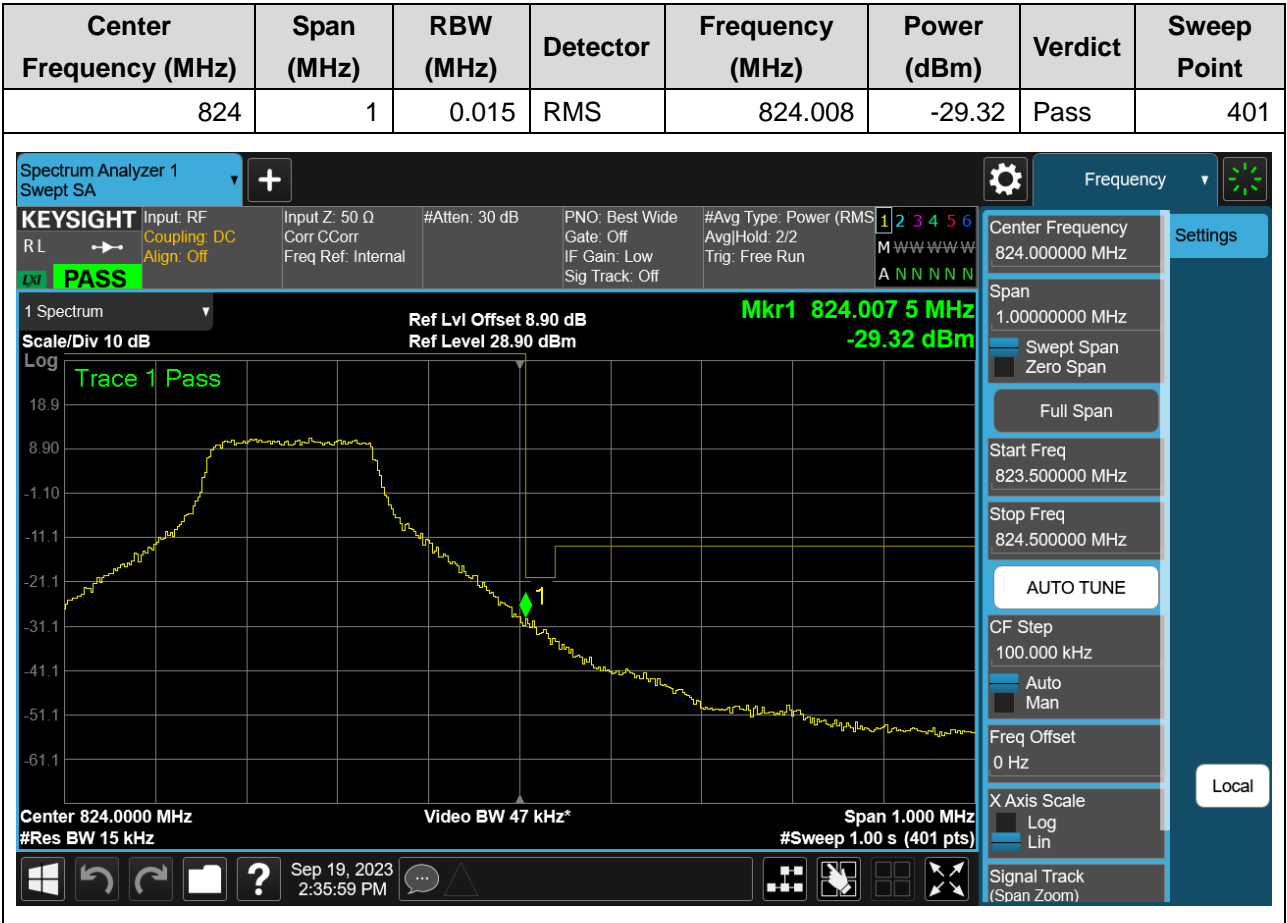 Center Frequency (MHz) Span (MHz) RBW (MHz) Detector Frequency (MHz) Power (dBm) Verdict Sweep Point
824 1 0.015 RMS 824.008 -29.32 Pass 401
Spectrum Analyzer 1
Swept SA
Frequency
KEYSIGHT
R L
LXI
PASS
Input: RF
Coupling: DC
Align: Off
Input Z: 50 Ω
Corr CCorr
Freq Ref: Internal
#Atten: 30 dB
PNO: Best Wide
Gate: Off
IF Gain: Low
Sig Track: Off
#Avg Type: Power (RMS
Avg|Hold: 2/2
Trig: Free Run
1 2 3 4 5 6
M W W W W W
A N N N N N
1 Spectrum
Scale/Div 10 dB
Ref Lvl Offset 8.90 dB
Ref Level 28.90 dBm
Mkr1 824.007 5 MHz
-29.32 dBm
Log
Trace 1 Pass
18.9
8.90
-1.10
-11.1
-21.1
-31.1
-41.1
-51.1
-61.1
1
Center 824.0000 MHz
#Res BW 15 kHz
Video BW 47 kHz*
Span 1.000 MHz
#Sweep 1.00 s (401 pts)
Center Frequency
824.000000 MHz
Span
1.00000000 MHz
Swept Span
Zero Span
Full Span
Start Freq
823.500000 MHz
Stop Freq
824.500000 MHz
AUTO TUNE
CF Step
100.000 kHz
Auto
Man
Freq Offset
0 Hz
X Axis Scale
Log
Lin
Signal Track
(Span Zoom)
Settings
Local
?
Sep 19, 2023
2:35:59 PM